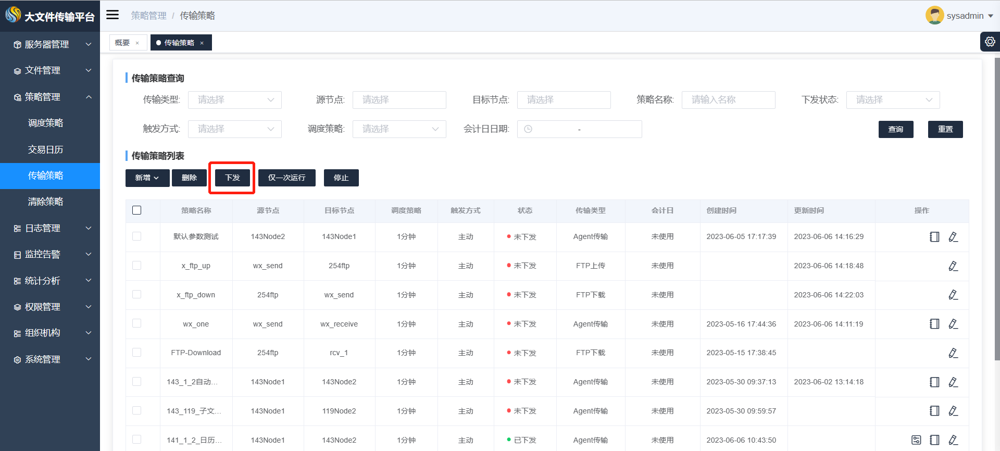 大文件传输平台
策略管理 / 传输策略
sysadmin
概要 ×
传输策略 ×
服务器管理
文件管理
策略管理
调度策略
交易日历
传输策略
清除策略
日志管理
监控告警
统计分析
权限管理
组织机构
系统管理
传输策略查询
传输类型: 请选择 源节点: 请选择 目标节点: 请选择 策略名称: 请输入名称 下发状态: 请选择
触发方式: 请选择 调度策略: 请选择 会计日日期: - 查询 重置
传输策略列表
新增 删除 下发 仅一次运行 停止
策略名称 源节点 目标节点 调度策略 触发方式 状态 传输类型 会计日 创建时间 更新时间 操作
默认参数测试 143Node2 143Node1 1分钟 主动 未下发 Agent传输 未使用 2023-06-05 17:17:39 2023-06-06 14:16:29
x_ftp_up wx_send 254ftp 1分钟 主动 未下发 FTP上传 未使用 2023-06-06 14:18:48
x_ftp_down 254ftp wx_send 1分钟 主动 未下发 FTP下载 未使用 2023-06-06 14:22:03
wx_one wx_send wx_receive 1分钟 主动 未下发 Agent传输 未使用 2023-05-16 17:44:36 2023-06-06 14:11:19
FTP-Download 254ftp rcv_1 1分钟 主动 未下发 FTP下载 未使用 2023-05-15 17:38:45
143_1_2自动... 143Node1 143Node2 1分钟 主动 未下发 Agent传输 未使用 2023-05-30 09:37:13 2023-06-02 13:14:18
143_119_子文... 143Node1 119Node2 1分钟 主动 未下发 Agent传输 未使用 2023-05-30 09:59:57
141_1_2_日历... 143Node1 143Node2 1分钟 主动 已下发 Agent传输 未使用 2023-06-06 10:43:50